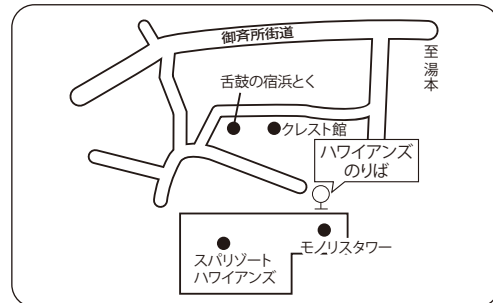 御斉所街道
至湯本
舌鼓の宿浜とく
クレスト館
ハワイアンズ
のりば
モノリスタワー
スパリゾート
ハワイアンズ